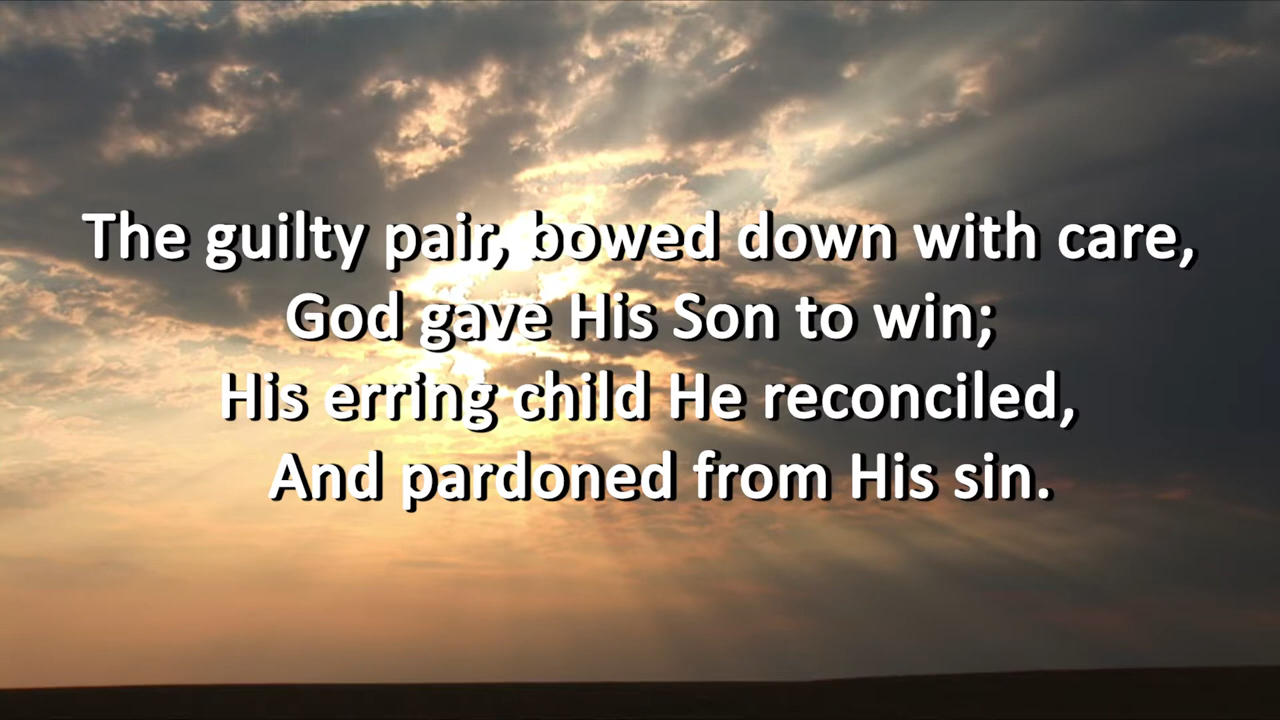 The guilty pair, bowed down with care,
God gave His Son to win;
His erring child He reconciled,
And pardoned from His sin.